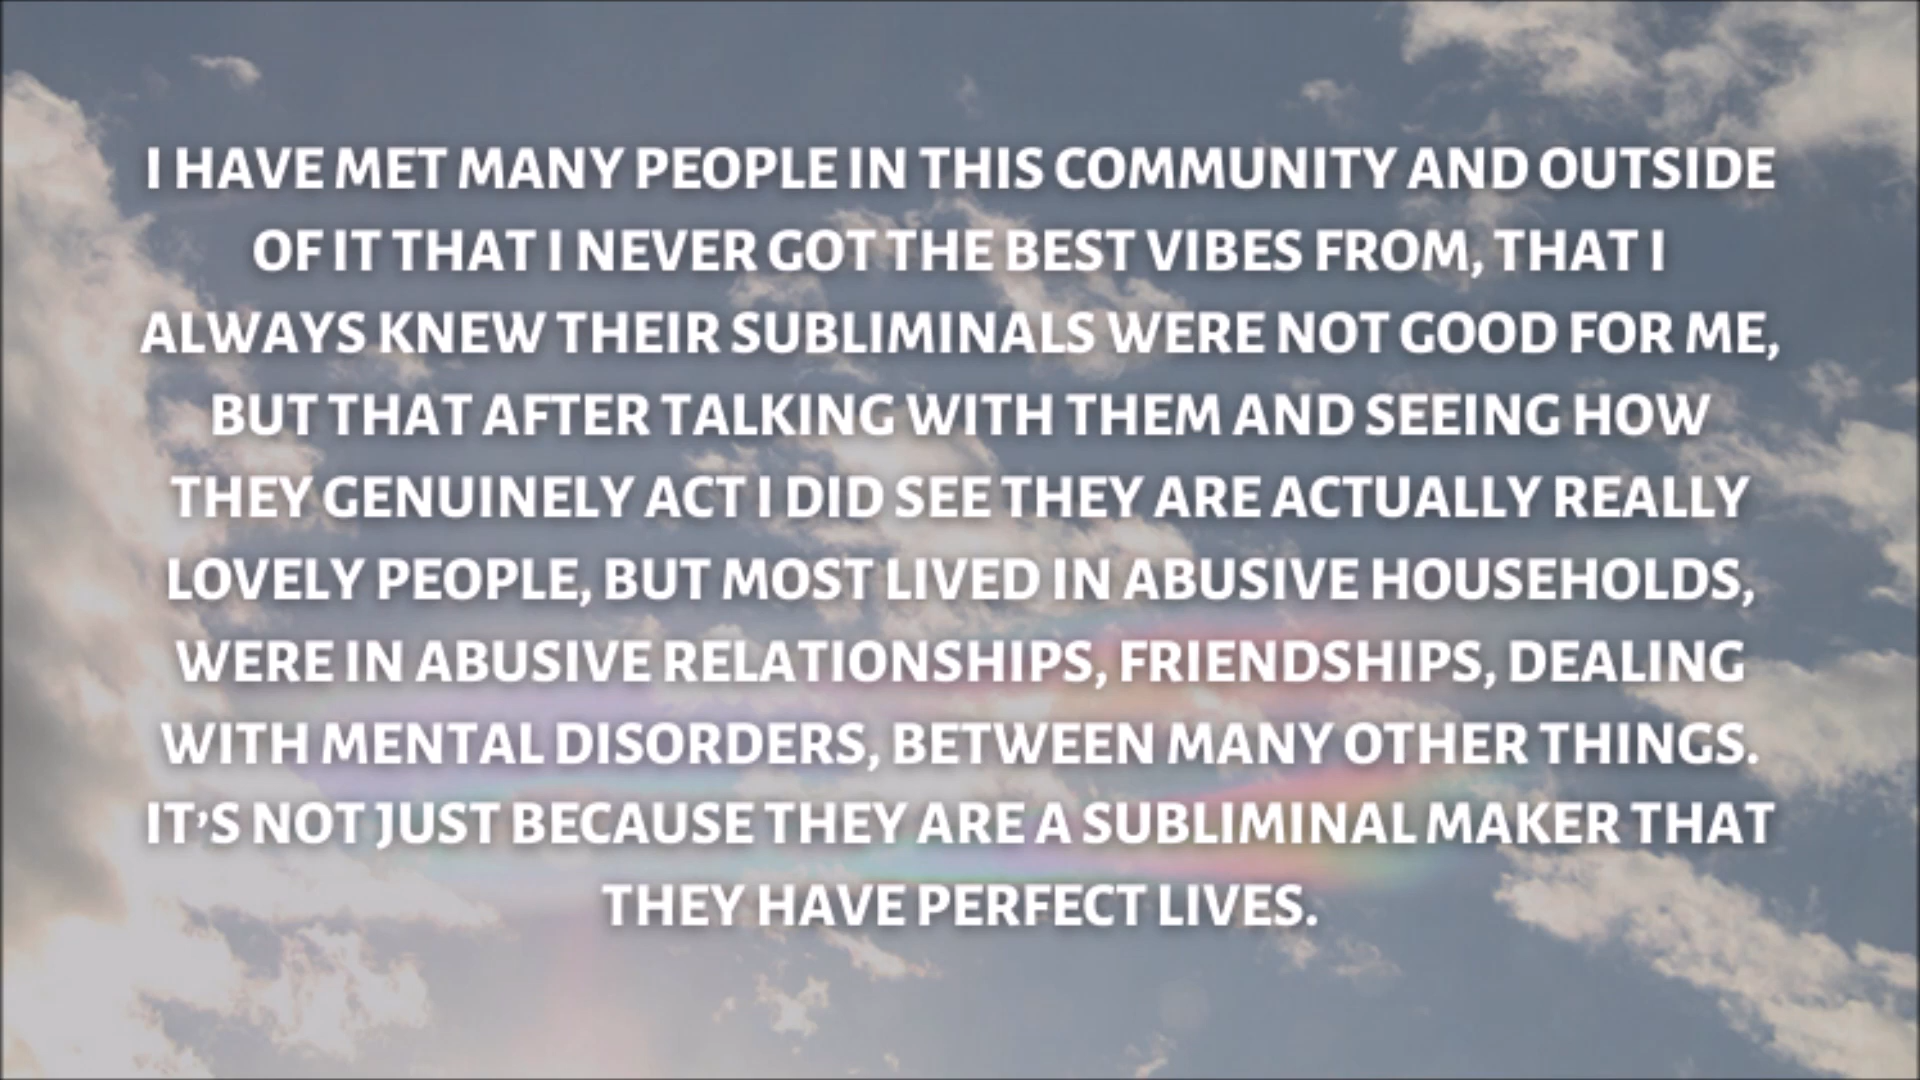 I HAVE MET MANY PEOPLE IN THIS COMMUNITY AND OUTSIDE
OF IT THAT I NEVER GOT THE BEST VIBES FROM, THAT I
ALWAYS KNEW THEIR SUBLIMINALS WERE NOT GOOD FOR ME,
BUT THAT AFTER TALKING WITH THEM AND SEEING HOW
THEY GENUINELY ACT I DID SEE THEY ARE ACTUALLY REALLY
LOVELY PEOPLE, BUT MOST LIVED IN ABUSIVE HOUSEHOLDS,
WERE IN ABUSIVE RELATIONSHIPS, FRIENDSHIPS, DEALING
WITH MENTAL DISORDERS, BETWEEN MANY OTHER THINGS.
IT'S NOT JUST BECAUSE THEY ARE A SUBLIMINAL MAKER THAT
THEY HAVE PERFECT LIVES.